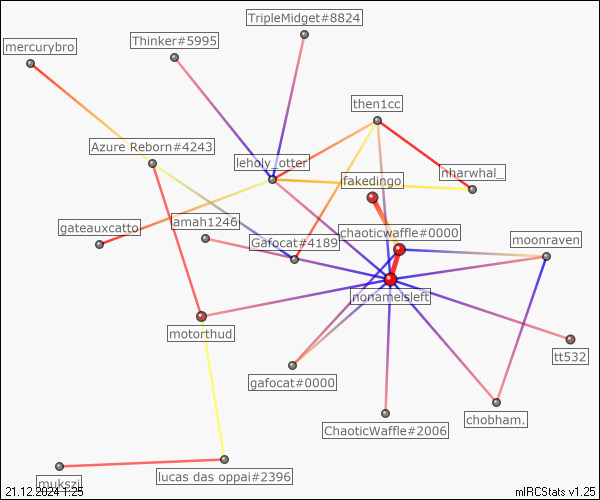 TripleMidget#8824
Thinker#5995
mercurybro
then1cc
Azure Reborn#4243
leholy_otter
nharwhal_
fakedingo
amah1246
gateauxcatto
chaoticwaffle#0000
Gafocat#4189
moonraven
nonameisleft
motorthud
tt532
gafocat#0000
chobham.
ChaoticWaffle#2006
lucas das oppai#2396
mukszi
21.12.2024 1:25
mIRCStats v1.25